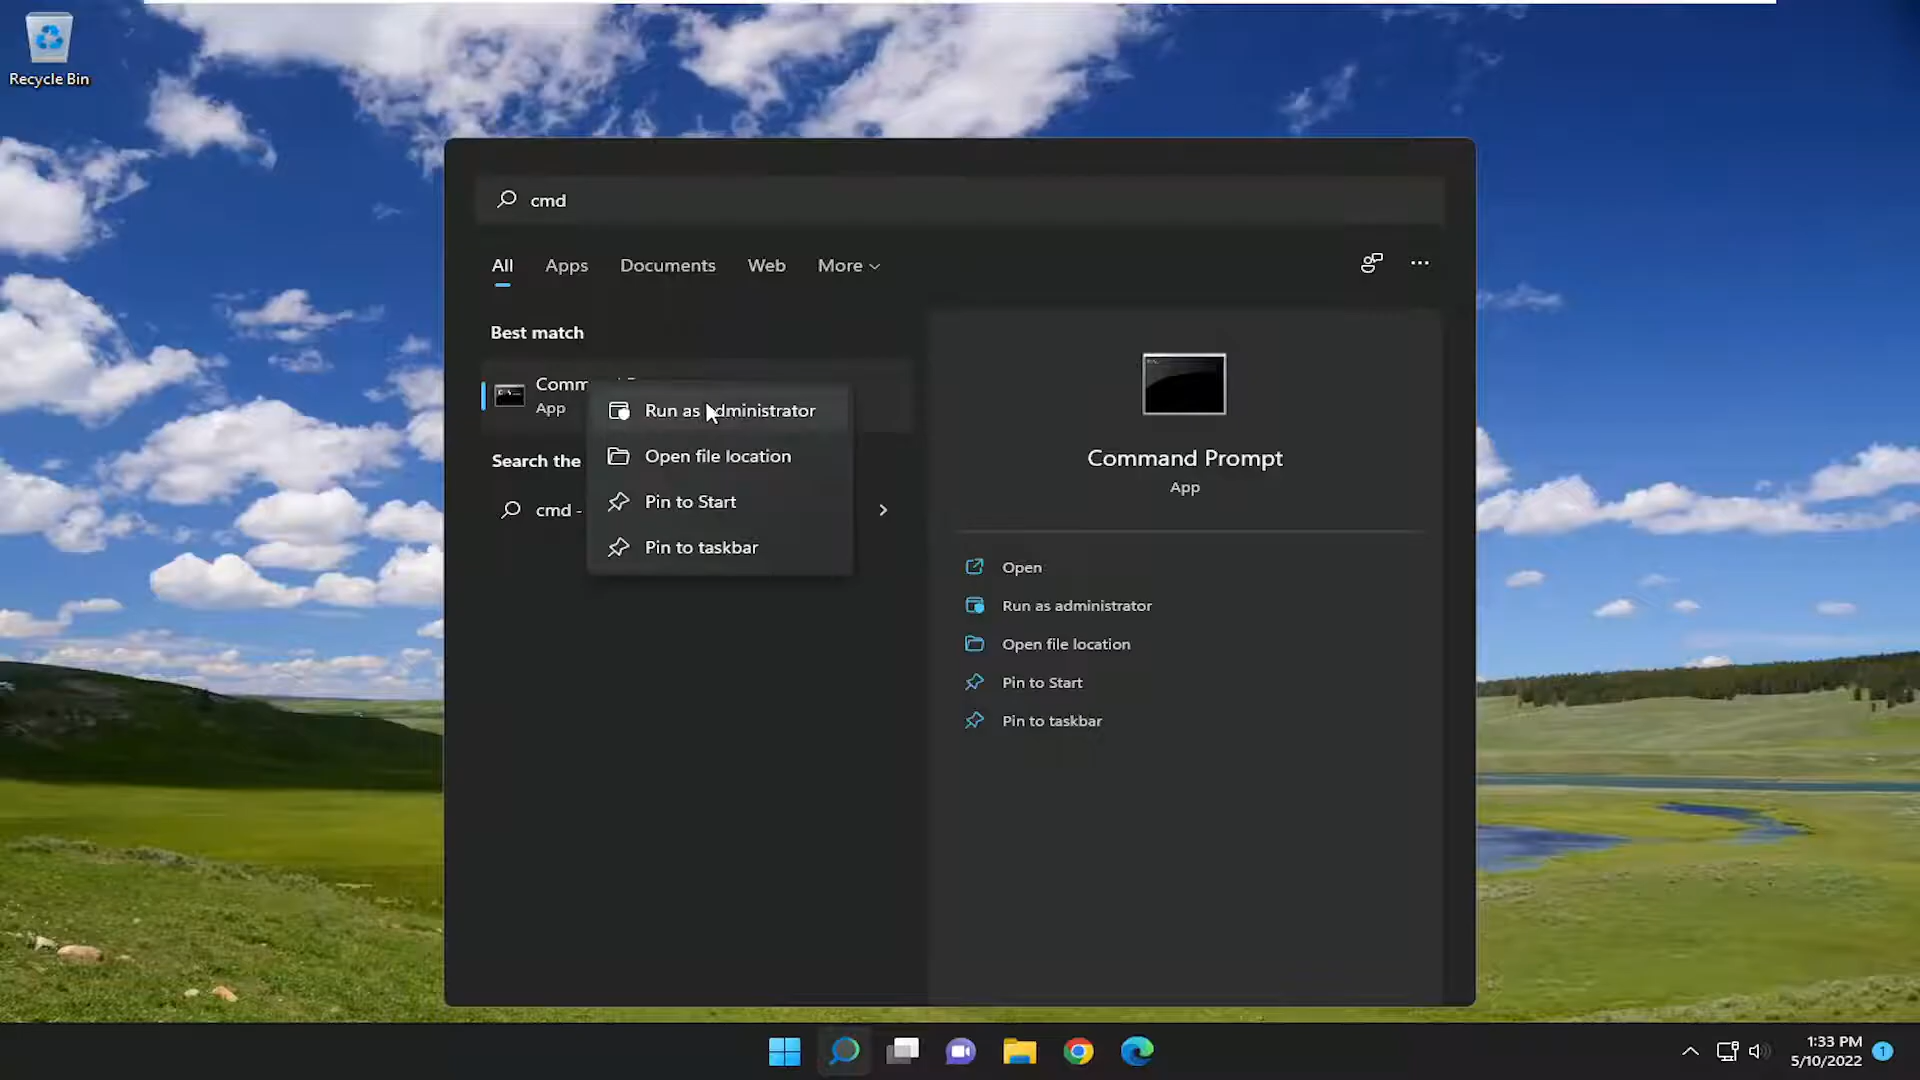 Recycle Bin
cmd
All Apps Documents Web More
Best match
Comm
App
Run as administrator
Search the
Open file location
cmd -
Pin to Start
Pin to taskbar
Command Prompt
App
Open
Run as administrator
Open file location
Pin to Start
Pin to taskbar
1:33 PM
5/10/2022
1